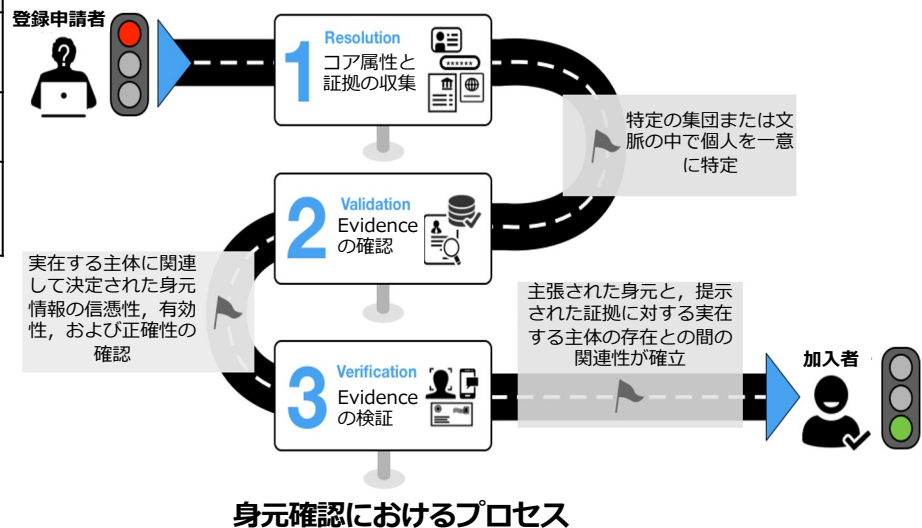 登録申請者
1
Resolution
コア属性と
証拠の収集
特定の集団または文
脈の中で個人を一意
に特定
2
Validation
Evidence
の確認
実在する主体に関連
して決定された身元
情報の信憑性，有効
性，および正確性の
確認
3
Verification
Evidence
の検証
主張された身元と，提示
された証拠に対する実在
する主体の存在との間の
関連性が確立
加入者
身元確認におけるプロセス